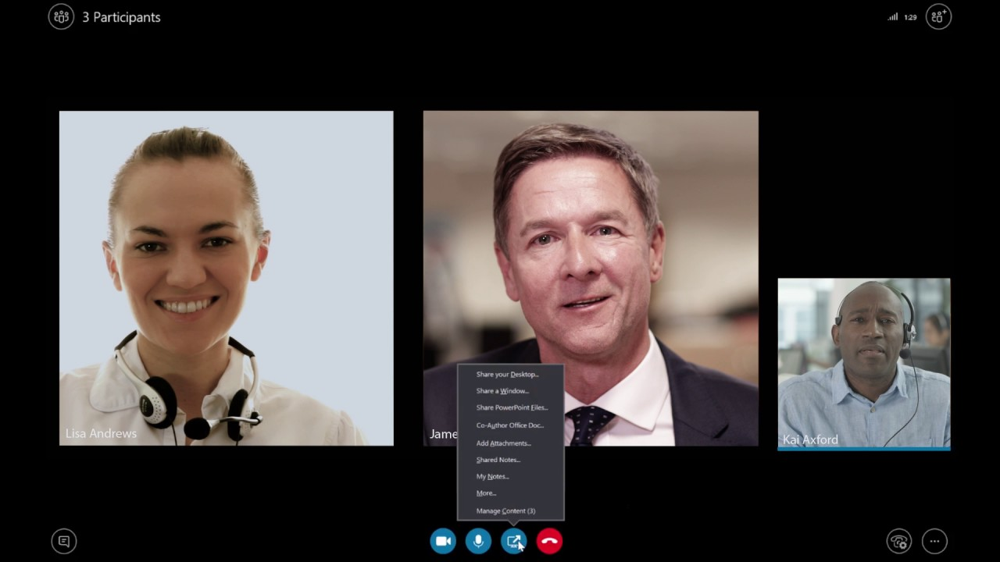 3 Participants
1:29
Lisa Andrews
Jame
Kai Axford
Share your Desktop...
Share a Window...
Share PowerPoint Files...
Co-Author Office Doc...
Add Attachments...
Shared Notes...
My Notes...
More...
Manage Content (3)